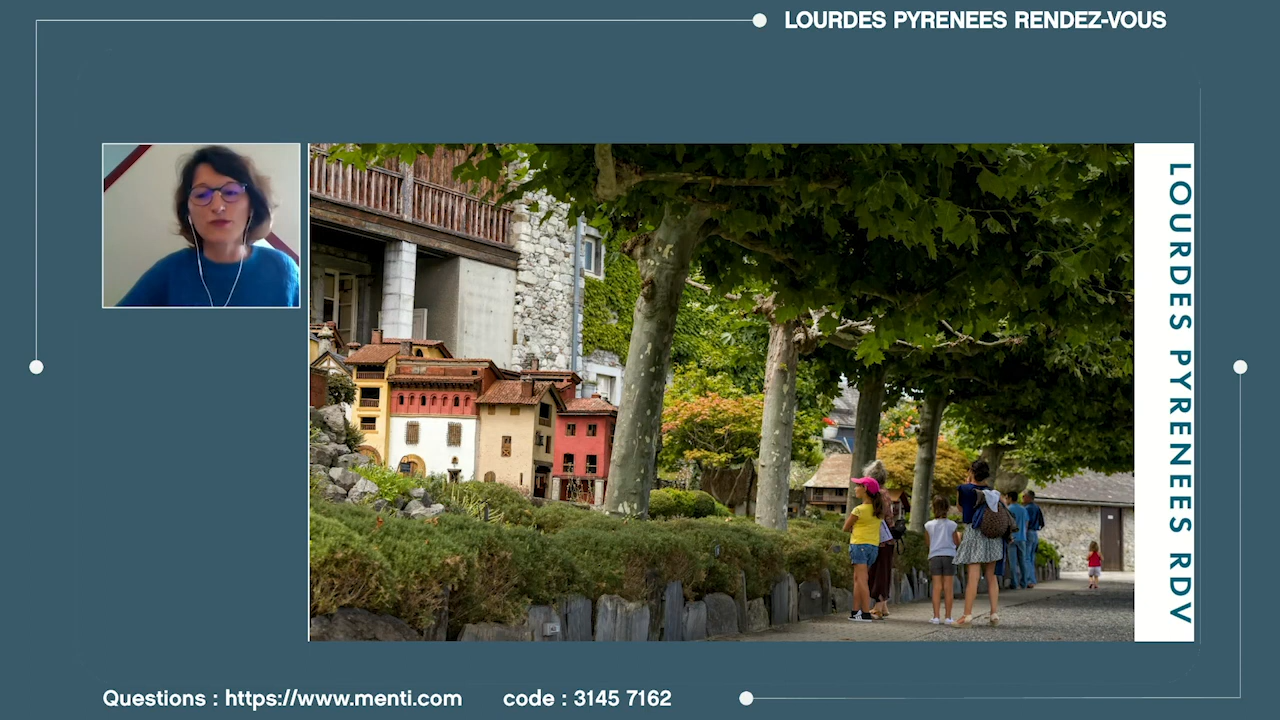 LOURDES PYRENEES RENDEZ-VOUS
LOURDES PYRENEES RDV
Questions : https://www.menti.com code : 3145 7162